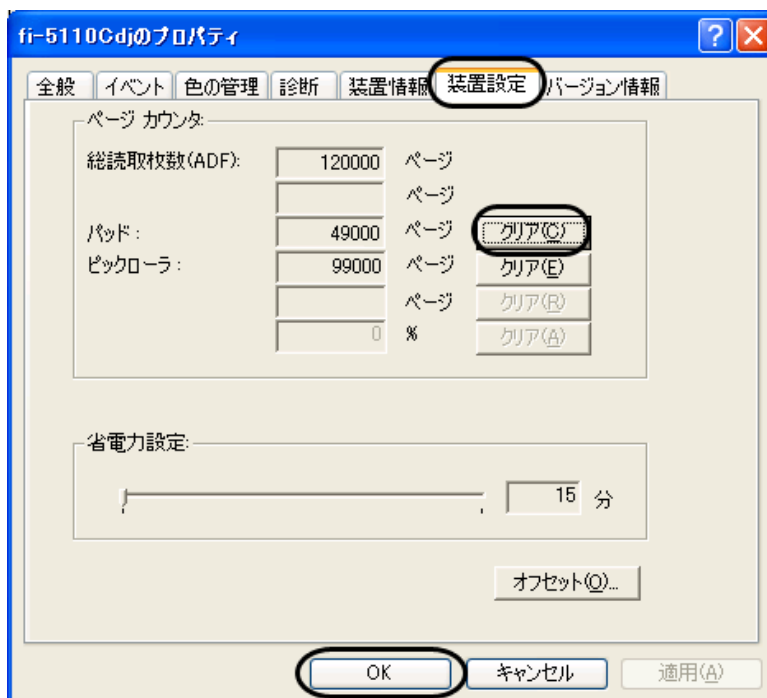 fi-5110Cdjのプロパティ
全般 イベント 色の管理 診断 装置情報 装置設定 バージョン情報
ページ カウンタ:
総読取枚数(ADF): 120000 ページ
ページ
パッド: 49000 ページ クリア(C)
ピックローラ: 99000 ページ クリア(E)
ページ クリア(R)
0 % クリア(A)
省電力設定:
15 分
オフセット(O)...
OK キャンセル 適用(A)